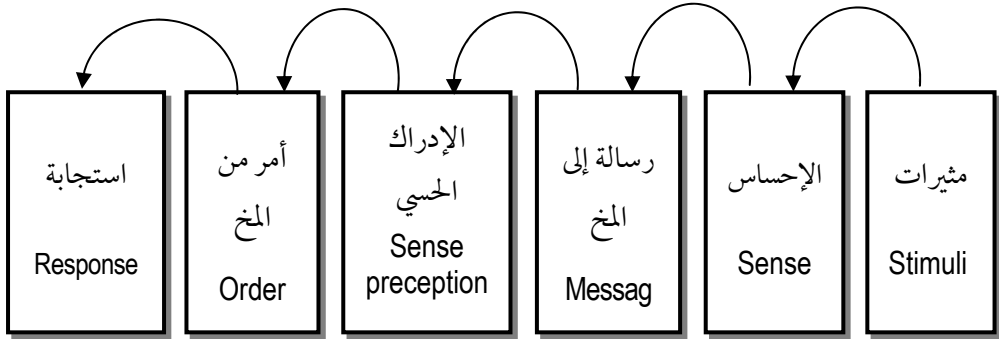 مثيرات
Stimuli
الإحساس
Sense
رسالة إلى
المخ
Messag
الإدراك
الحسي
Sense
preception
أمر من
المخ
Order
استجابة
Response